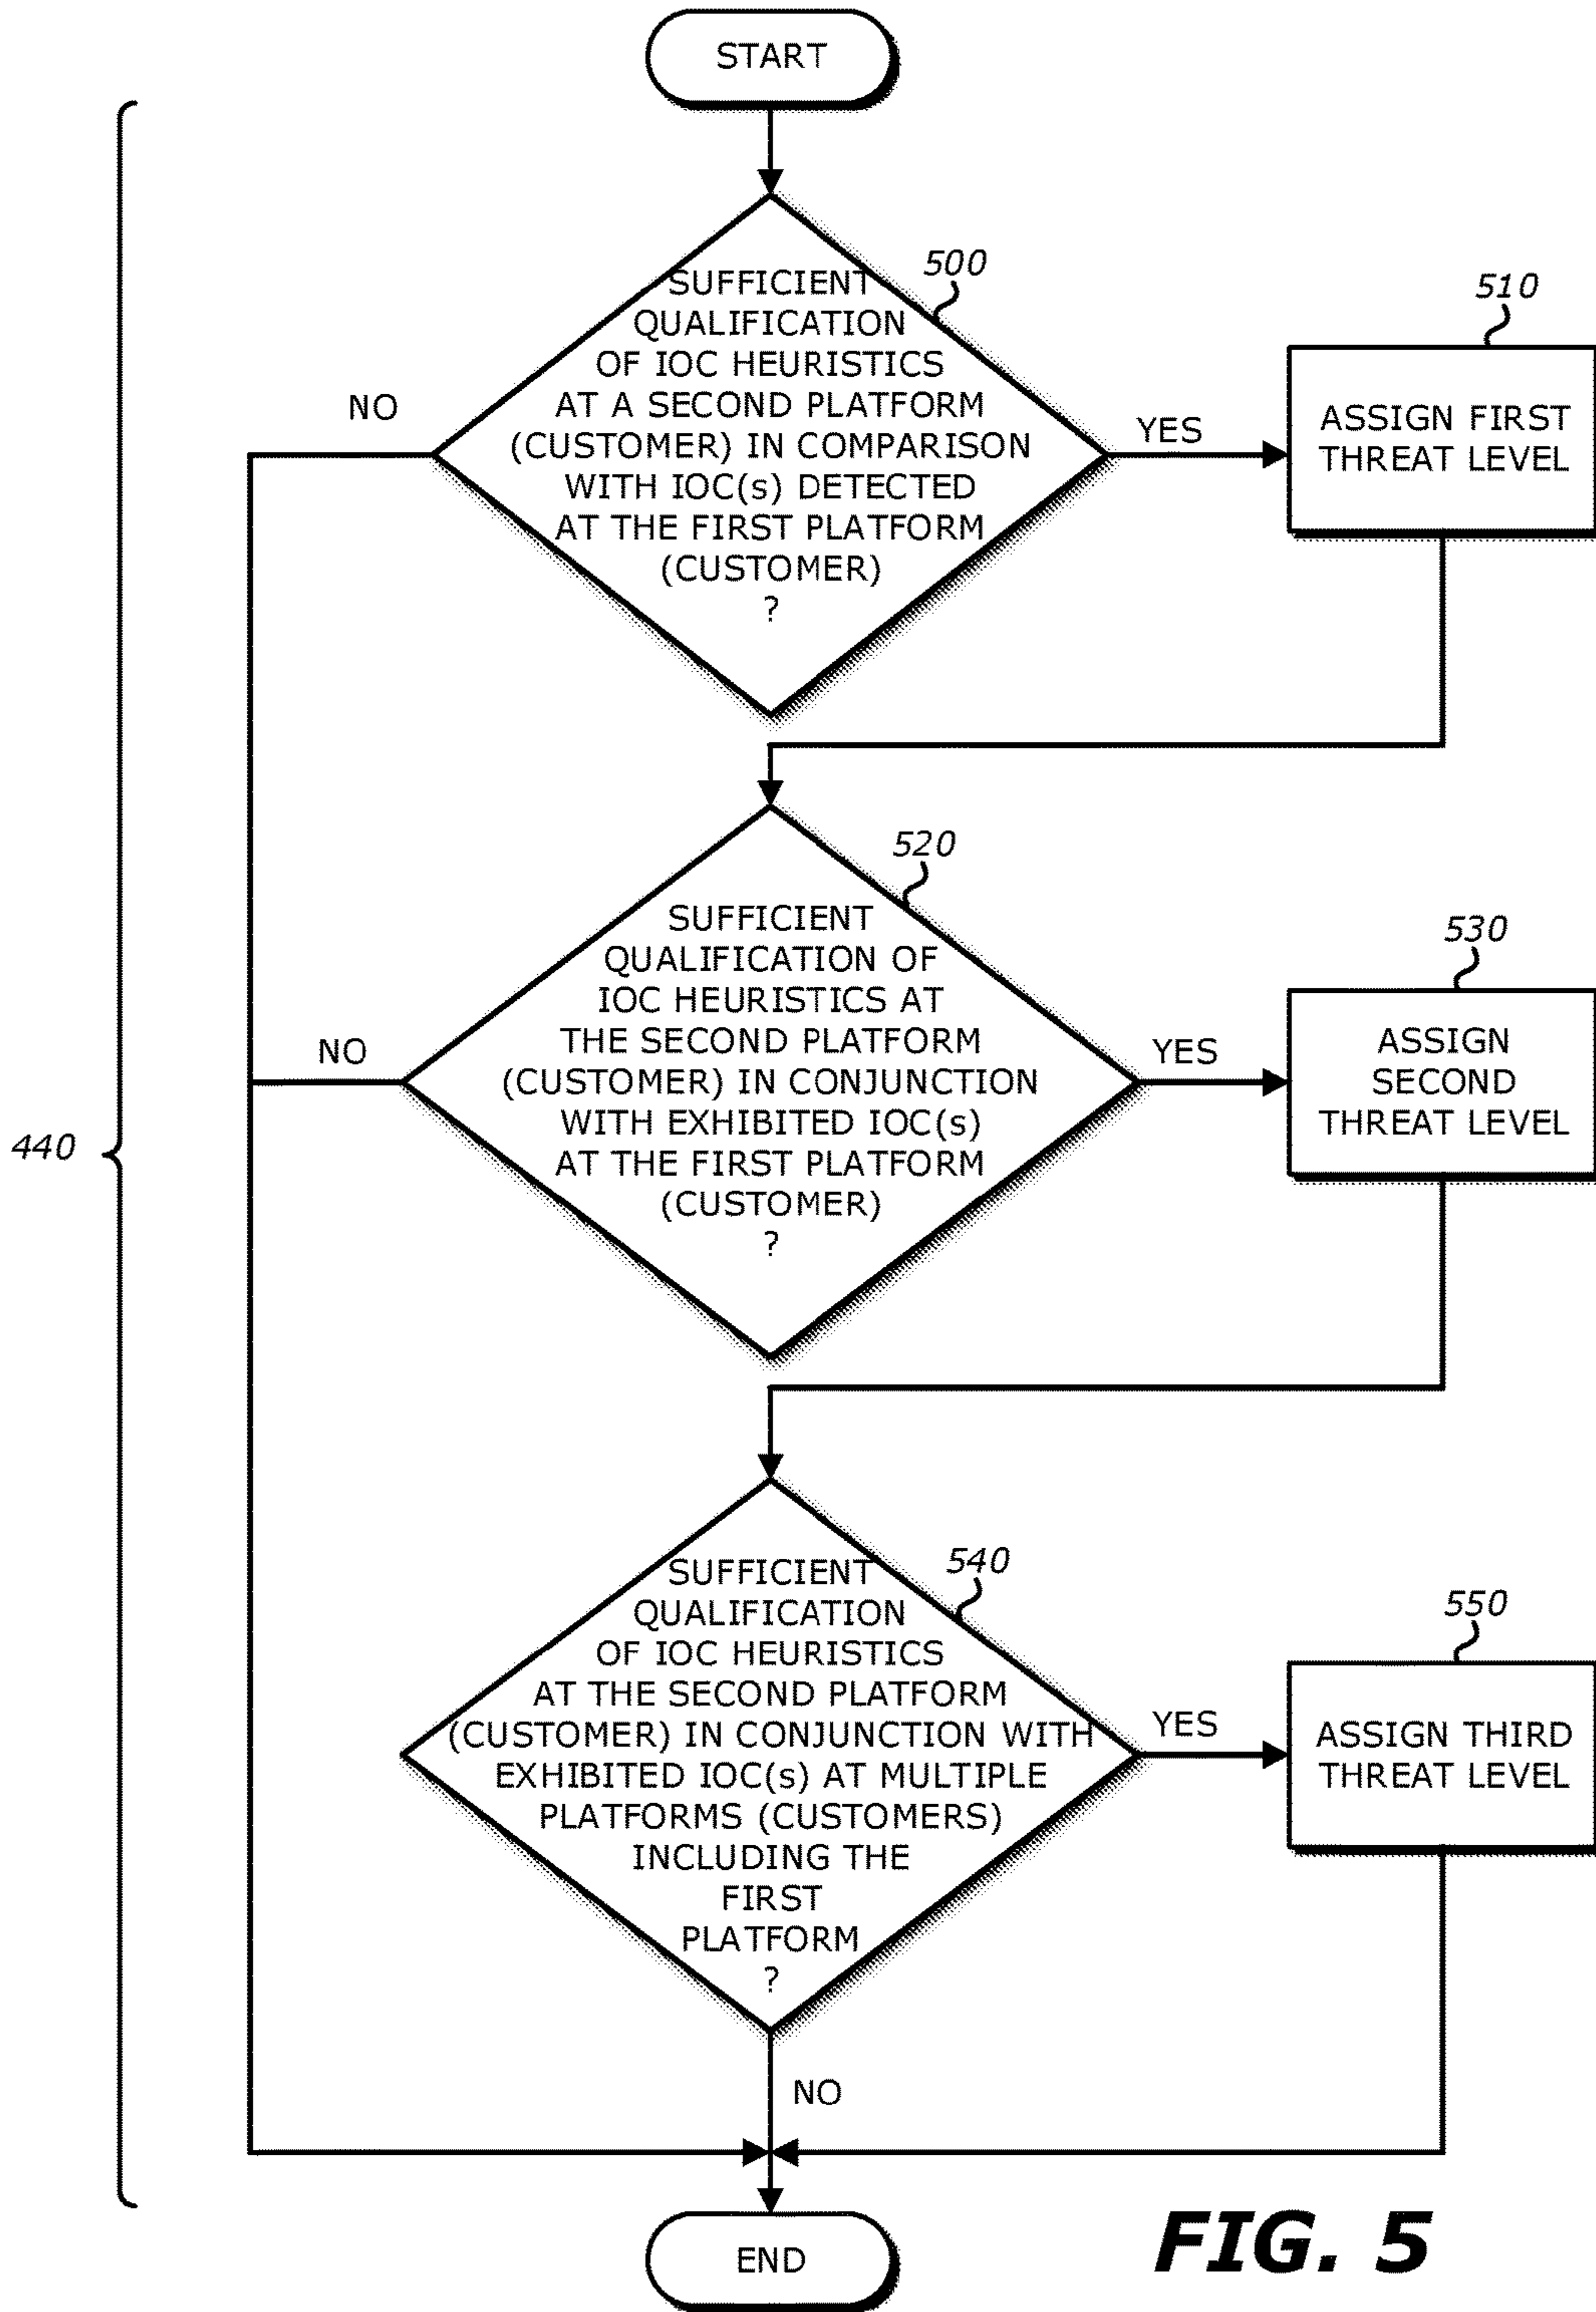 START
500
SUFFICIENT
QUALIFICATION
OF IOC HEURISTICS
AT A SECOND PLATFORM
(CUSTOMER) IN COMPARISON
WITH IOC(s) DETECTED
AT THE FIRST PLATFORM
(CUSTOMER)
?
NO
YES
510
ASSIGN FIRST
THREAT LEVEL
520
SUFFICIENT
QUALIFICATION OF
IOC HEURISTICS AT
THE SECOND PLATFORM
(CUSTOMER) IN CONJUNCTION
WITH EXHIBITED IOC(s)
AT THE FIRST PLATFORM
(CUSTOMER)
?
NO
YES
530
ASSIGN
SECOND
THREAT LEVEL
440
540
SUFFICIENT
QUALIFICATION
OF IOC HEURISTICS
AT THE SECOND PLATFORM
(CUSTOMER) IN CONJUNCTION WITH
EXHIBITED IOC(s) AT MULTIPLE
PLATFORMS (CUSTOMERS)
INCLUDING THE
FIRST
PLATFORM
?
YES
550
ASSIGN THIRD
THREAT LEVEL
NO
END
FIG. 5